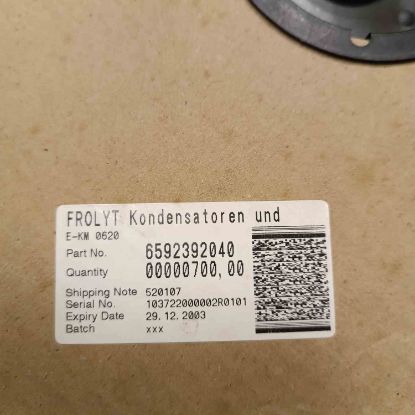 FROLYT Kondensatoren und
E-KM 0620
Part No. 6592392040
Quantity 00000700,00
Shipping Note 520107
Serial No. 103722000002R0101
Expiry Date 29.12.2003
Batch xxx